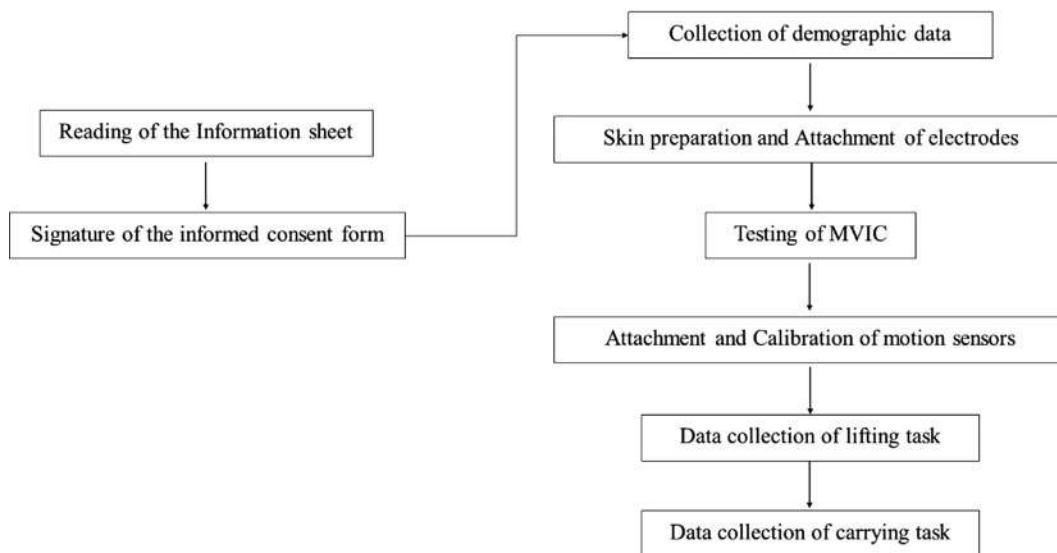 Reading of the Information sheet
Signature of the informed consent form
Collection of demographic data
Skin preparation and Attachment of electrodes
Testing of MVIC
Attachment and Calibration of motion sensors
Data collection of lifting task
Data collection of carrying task